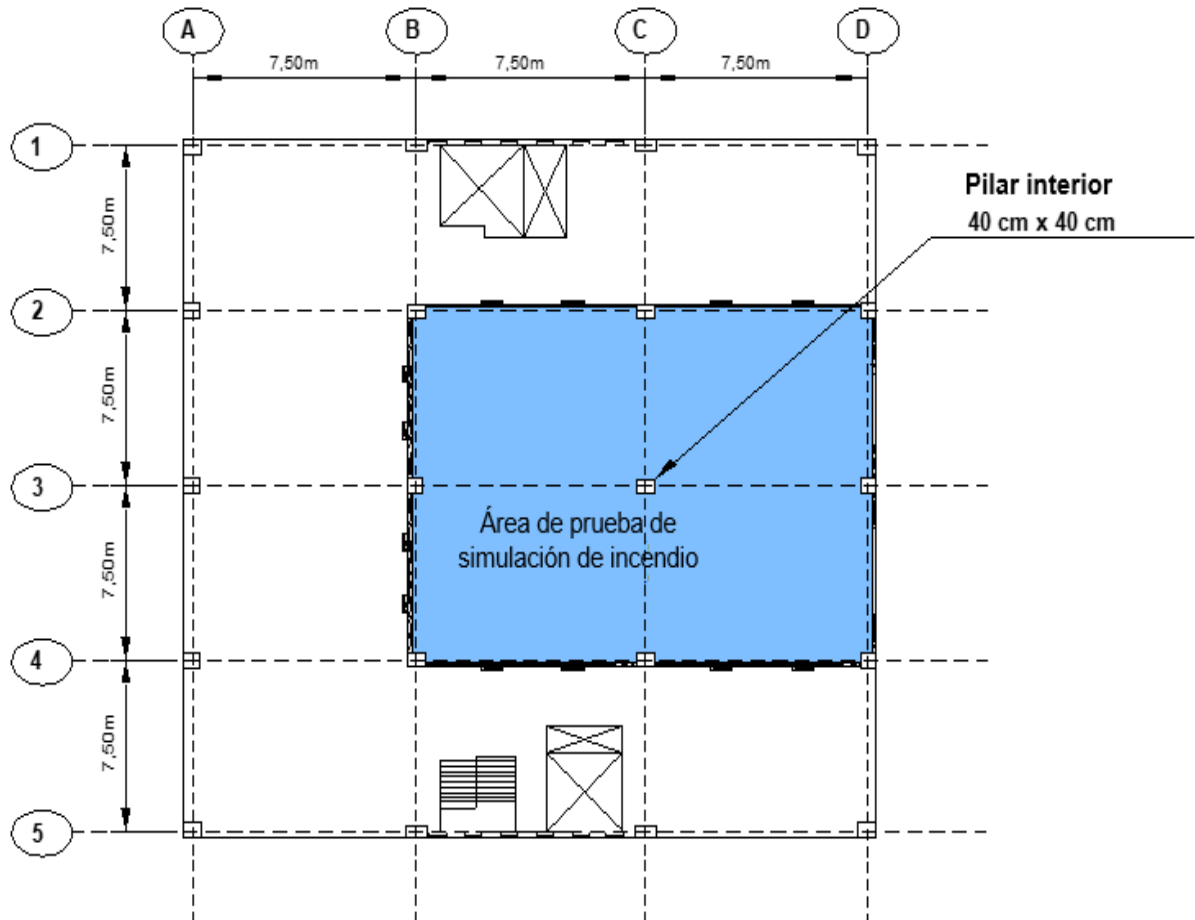 A
B
C
D
7,50m
7,50m
7,50m
1
Pilar interior
40 cm x 40 cm
7,50m
2
7,50m
3
Área de prueba de
simulación de incendio
7,50m
4
7,50m
5